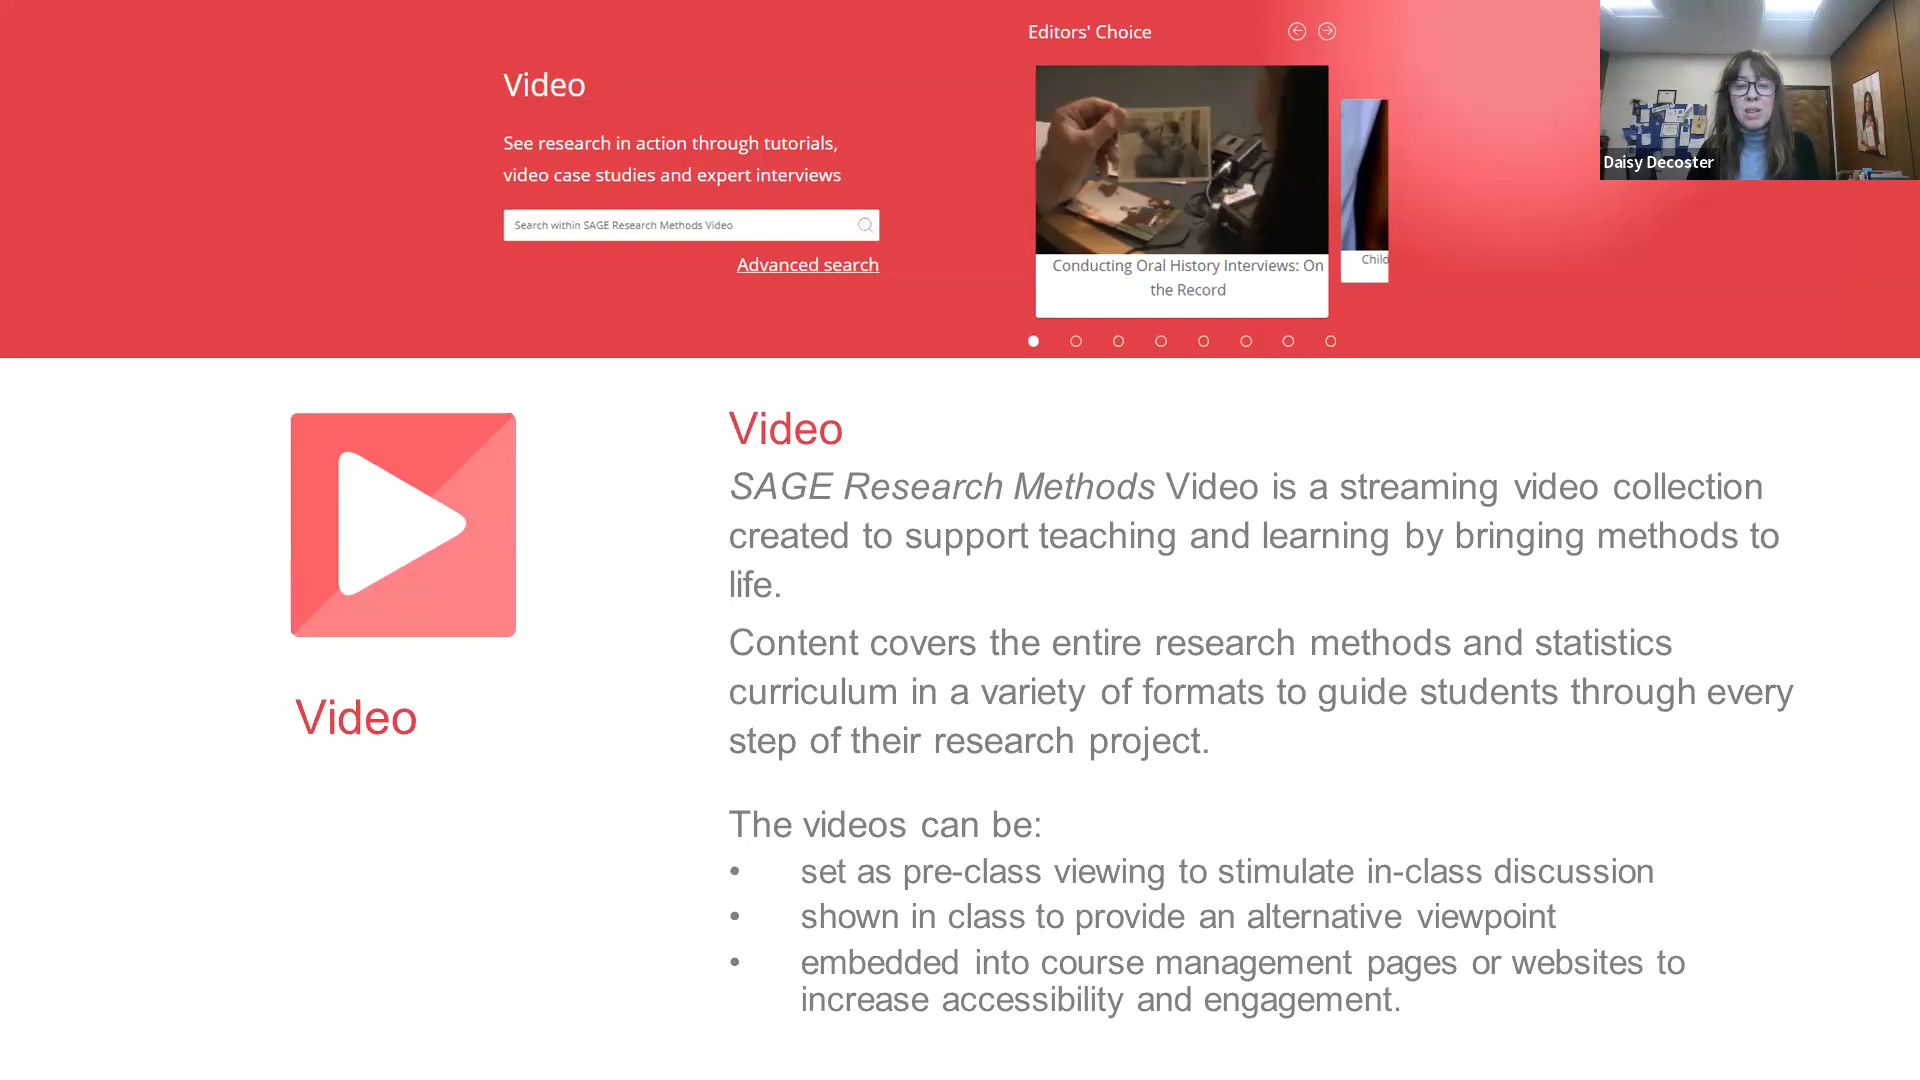 Editors' Choice
Video
See research in action through tutorials,
video case studies and expert interviews
Search within SAGE Research Methods Video
Advanced search
Conducting Oral History Interviews: On
the Record
Child
Daisy Decoster
Video
Video
SAGE Research Methods Video is a streaming video collection
created to support teaching and learning by bringing methods to
life.
Content covers the entire research methods and statistics
curriculum in a variety of formats to guide students through every
step of their research project.
The videos can be:
• set as pre-class viewing to stimulate in-class discussion
• shown in class to provide an alternative viewpoint
• embedded into course management pages or websites to
increase accessibility and engagement.